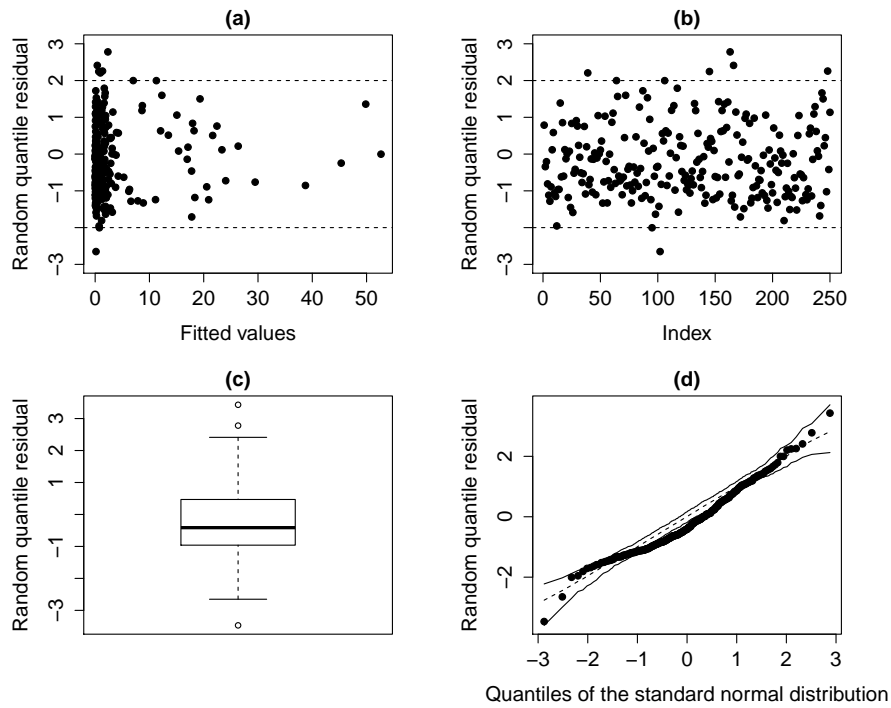 (a)
Random quantile residual
3
2
1
0
−1
−3
0 10 20 30 40 50
Fitted values
(b)
Random quantile residual
3
2
1
0
−1
−3
0 50 100 150 200 250
Index
(c)
Random quantile residual
3
1
−1
−3
(d)
Random quantile residual
2
0
−2
−3 −2 −1 0 1 2 3
Quantiles of the standard normal distribution